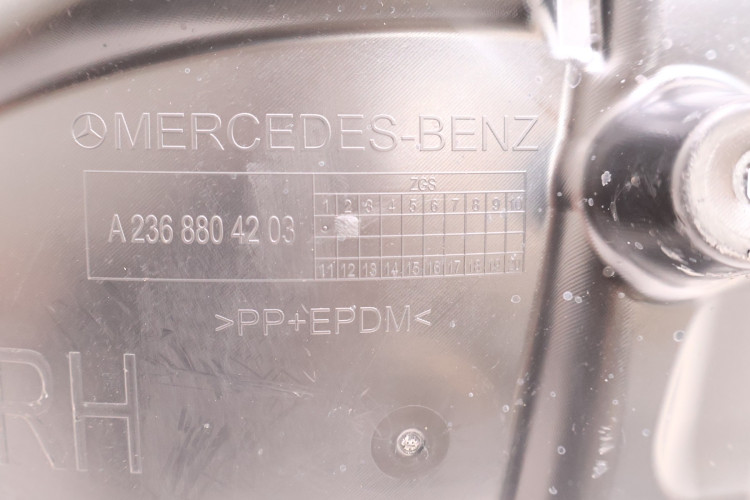 MERCEDES-BENZ
ZGS
1 2 3 4 5 6 7 8 9 10
A 236 880 42 03
11 12 13 14 15 16 17 18 19
>PP+EPDM<
RH